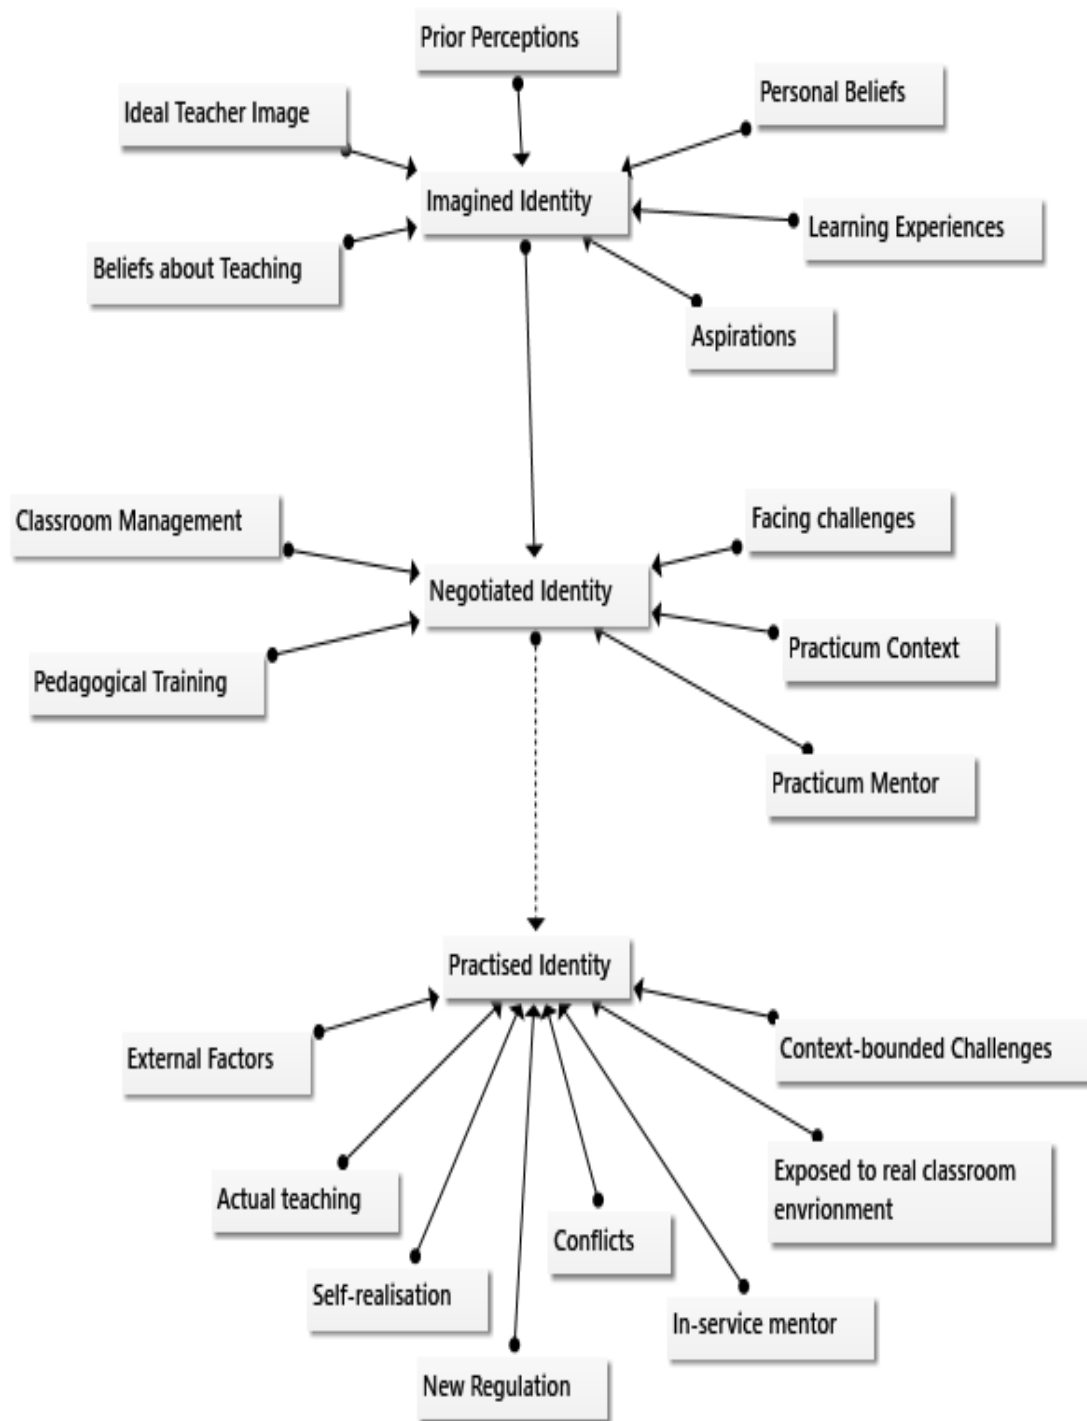 Prior Perceptions
Personal Beliefs
Ideal Teacher Image
Imagined Identity
Learning Experiences
Beliefs about Teaching
Aspirations
Classroom Management
Facing challenges
Negotiated Identity
Practicum Context
Pedagogical Training
Practicum Mentor
Practised Identity
External Factors
Context-bounded Challenges
Actual teaching
Exposed to real classroom
envrionment
Conflicts
Self-realisation
In-service mentor
New Regulation